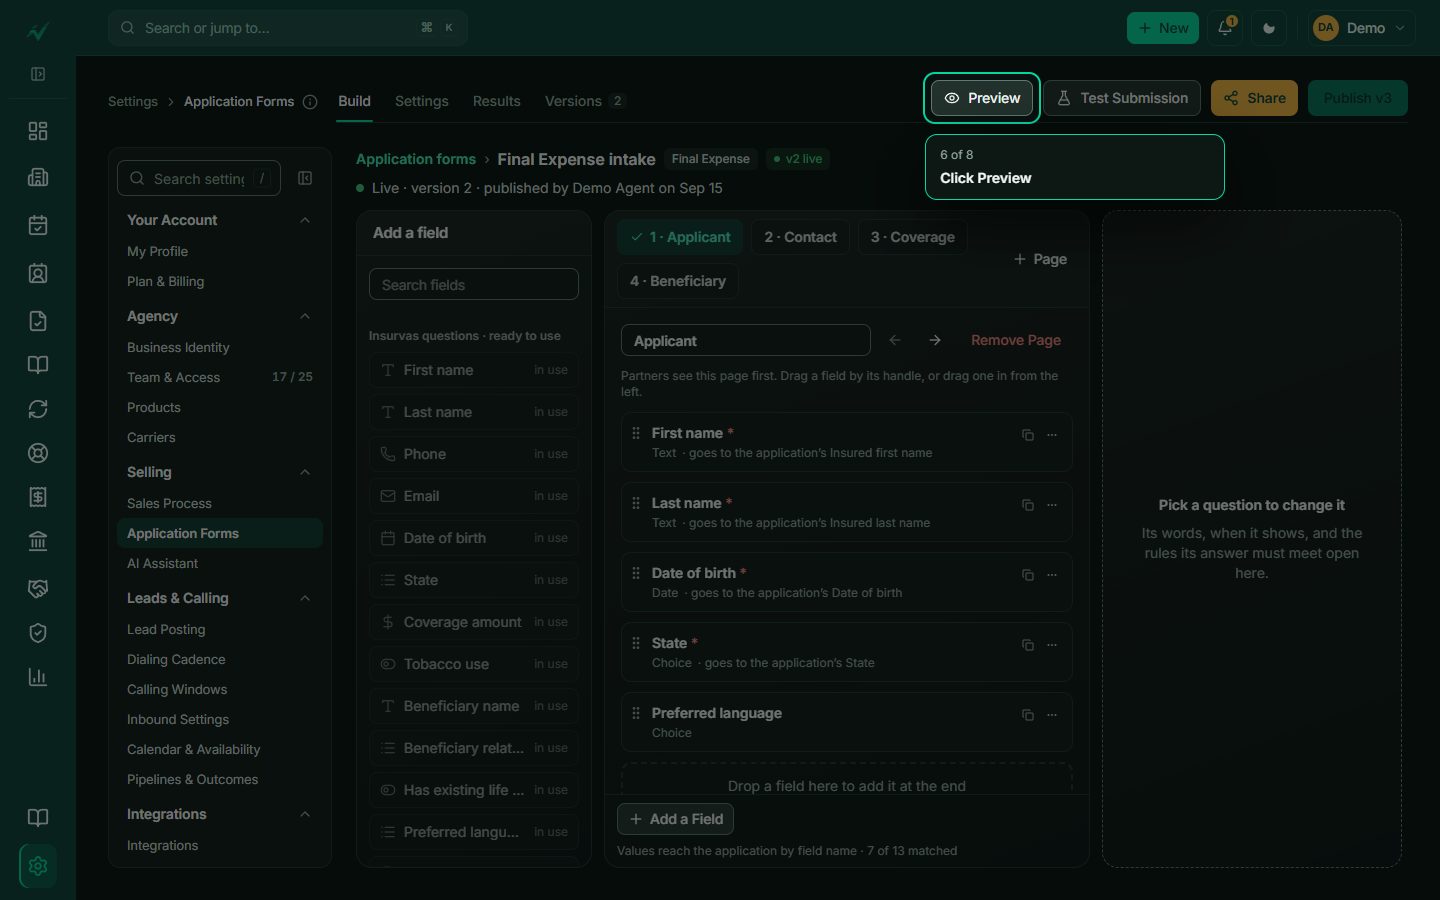 Search or jump to...
⌘ K
New
1
DA
Demo
Settings
Application Forms
Build
Settings
Results
Versions 2
Preview
Test Submission
Share
Publish v3
6 of 8
Click Preview
Search setting
/
Your Account
My Profile
Plan & Billing
Agency
Business Identity
Team & Access 17 / 25
Products
Carriers
Selling
Sales Process
Application Forms
AI Assistant
Leads & Calling
Lead Posting
Dialing Cadence
Calling Windows
Inbound Settings
Calendar & Availability
Pipelines & Outcomes
Integrations
Integrations
Application forms › Final Expense intake Final Expense v2 live
Live · version 2 · published by Demo Agent on Sep 15
Add a field
Search fields
Insurvas questions · ready to use
First name in use
Last name in use
Phone in use
Email in use
Date of birth in use
State in use
Coverage amount in use
Tobacco use in use
Beneficiary name in use
Beneficiary relat... in use
Has existing life ... in use
Preferred langu... in use
1 · Applicant
2 · Contact
3 · Coverage
4 · Beneficiary
Page
Applicant
Remove Page
Partners see this page first. Drag a field by its handle, or drag one in from the
left.
First name *
Text · goes to the application's Insured first name
Last name *
Text · goes to the application's Insured last name
Date of birth *
Date · goes to the application's Date of birth
State *
Choice · goes to the application's State
Preferred language
Choice
Drop a field here to add it at the end
Add a Field
Values reach the application by field name · 7 of 13 matched
Pick a question to change it
Its words, when it shows, and the
rules its answer must meet open
here.